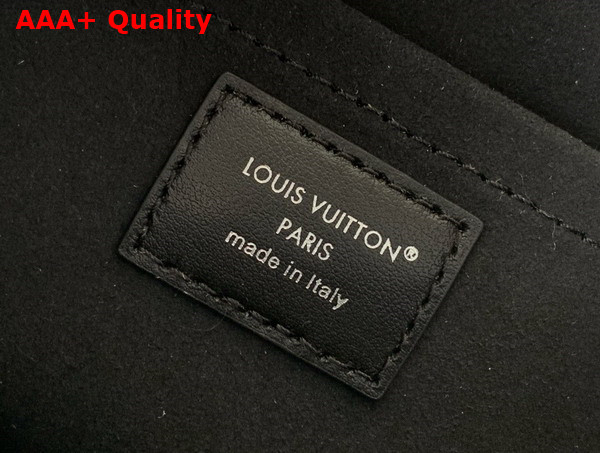 AAA+ Quality
LOUIS VUITTON®
PARIS
made in Italy